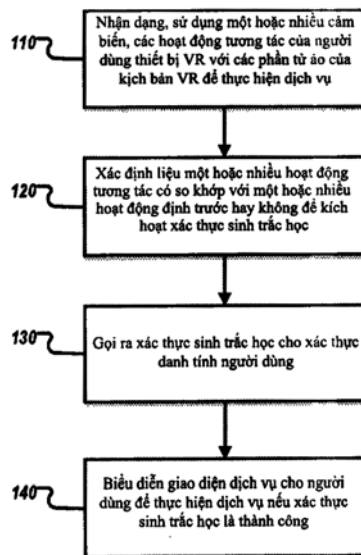 110
Nhận dạng, sử dụng một hoặc nhiều cảm
biến, các hoạt động tương tác của người
dùng thiết bị VR với các phần tử ảo của
kịch bản VR để thực hiện dịch vụ
120
Xác định liệu một hoặc nhiều hoạt động
tương tác có so khớp với một hoặc nhiều
hoạt động định trước hay không để kích
hoạt xác thực sinh trắc học
130
Gọi ra xác thực sinh trắc học cho xác thực
danh tính người dùng
140
Biểu diễn giao diện dịch vụ cho người
dùng để thực hiện dịch vụ nếu xác thực
sinh trắc học là thành công